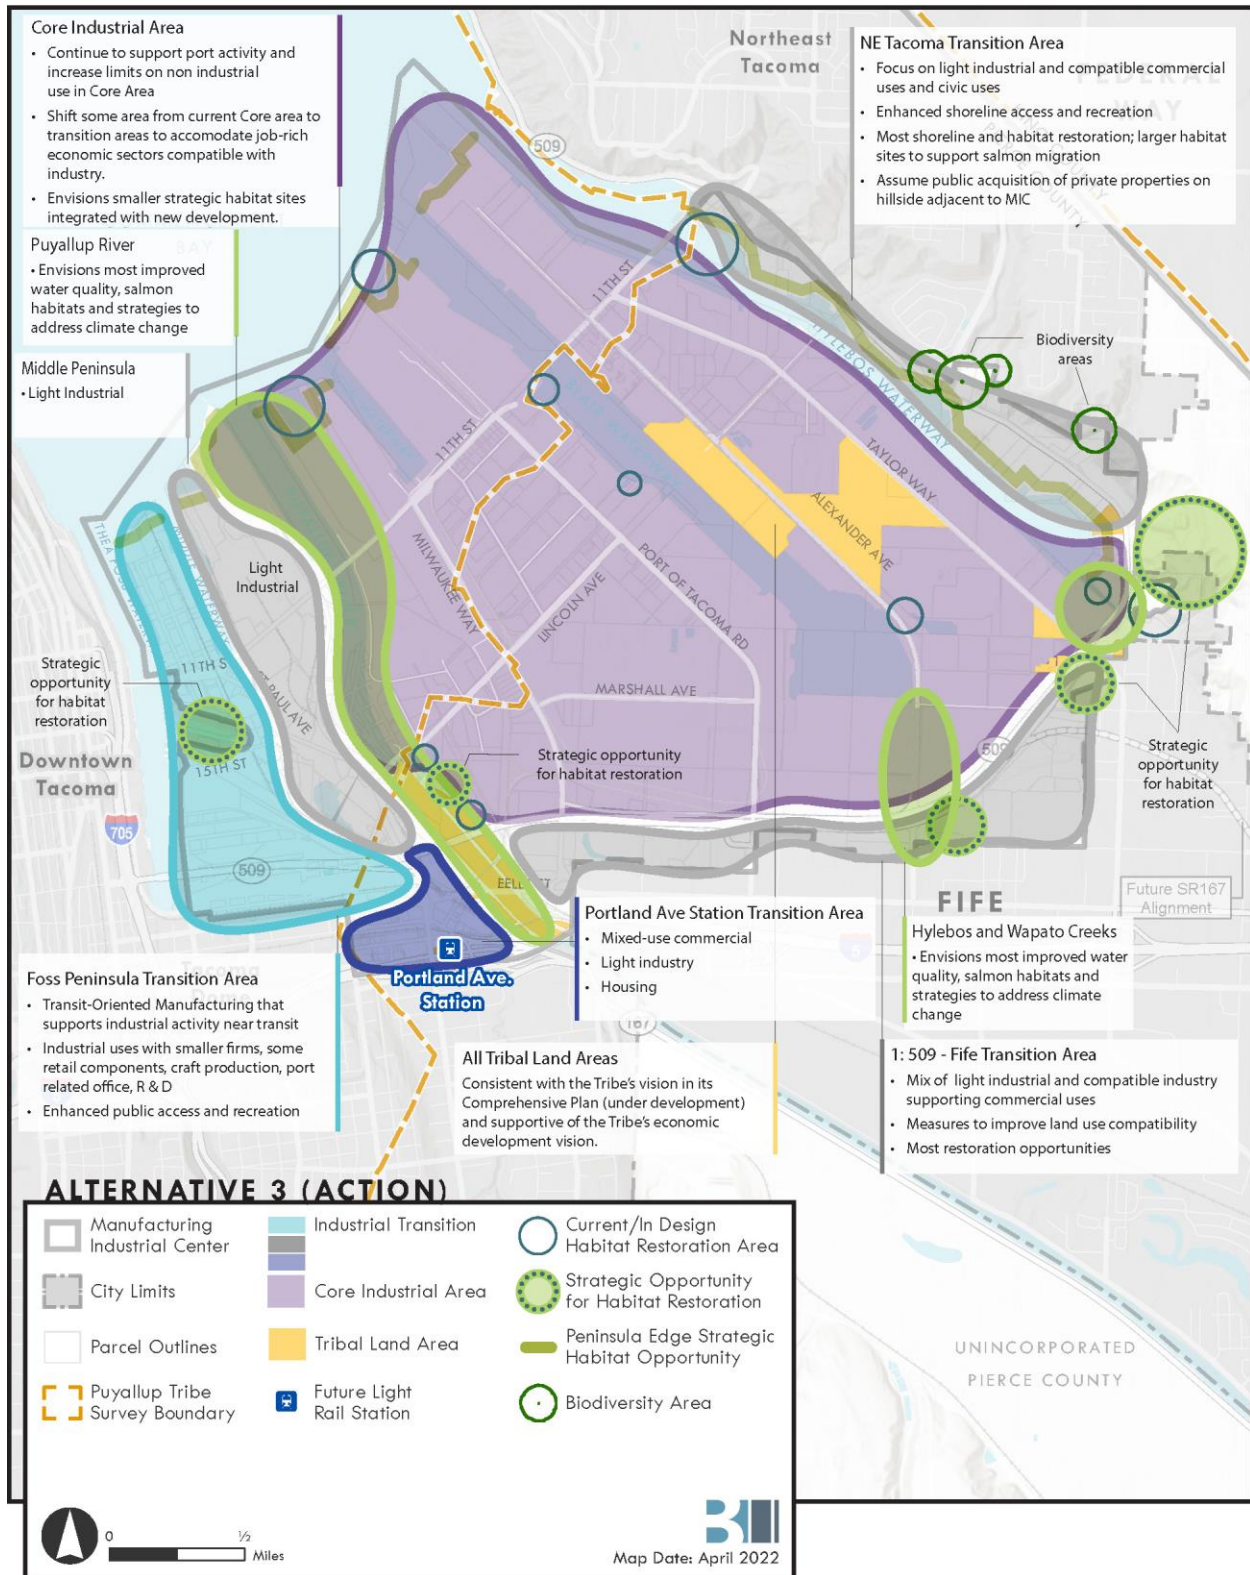 Core Industrial Area
• Continue to support port activity and
increase limits on non industrial
use in Core Area
• Shift some area from current Core area to
transition areas to accomodate job-rich
economic sectors compatible with
industry.
• Envisions smaller strategic habitat sites
integrated with new development.
Puyallup River
• Envisions most improved
water quality, salmon
habitats and strategies to
address climate change
Middle Peninsula
• Light Industrial
Northeast
Tacoma
NE Tacoma Transition Area
• Focus on light industrial and compatible commercial
uses and civic uses
• Enhanced shoreline access and recreation
• Most shoreline and habitat restoration; larger habitat
sites to support salmon migration
• Assume public acquisition of private properties on
hillside adjacent to MIC
FEDERAL
WAY
KING COUNTY
PIERCE COUNTY
BAY
509
11TH ST
HYLEBOS WATERWAY
Biodiversity
areas
11TH ST
TAYLOR WAY
ALEXANDER AVE
PORT OF TACOMA RD
MILWAUKEE WAY
LINCOLN AVE
MARSHALL AVE
Light
Industrial
THEA FOSS WATERWAY
11TH S
ST PAUL AVE
15TH ST
Strategic
opportunity
for habitat
restoration
Downtown
Tacoma
705
509
Strategic opportunity
for habitat restoration
509
Strategic
opportunity
for habitat
restoration
EELLS ST
FIFE
Future SR167
Alignment
5
167
Portland Ave.
Station
Tacoma
Dome
Portland Ave Station Transition Area
• Mixed-use commercial
• Light industry
• Housing
Hylebos and Wapato Creeks
• Envisions most improved water
quality, salmon habitats and
strategies to address climate
change
Foss Peninsula Transition Area
• Transit-Oriented Manufacturing that
supports industrial activity near transit
• Industrial uses with smaller firms, some
retail components, craft production, port
related office, R & D
• Enhanced public access and recreation
All Tribal Land Areas
Consistent with the Tribe's vision in its
Comprehensive Plan (under development)
and supportive of the Tribe's economic
development vision.
1: 509 - Fife Transition Area
• Mix of light industrial and compatible industry
supporting commercial uses
• Measures to improve land use compatibility
• Most restoration opportunities
UNINCORPORATED
PIERCE COUNTY
ALTERNATIVE 3 (ACTION)
Manufacturing
Industrial Center
City Limits
Parcel Outlines
Puyallup Tribe
Survey Boundary
Industrial Transition
Core Industrial Area
Tribal Land Area
Future Light
Rail Station
Current/In Design
Habitat Restoration Area
Strategic Opportunity
for Habitat Restoration
Peninsula Edge Strategic
Habitat Opportunity
Biodiversity Area
0 ½
Miles
Map Date: April 2022